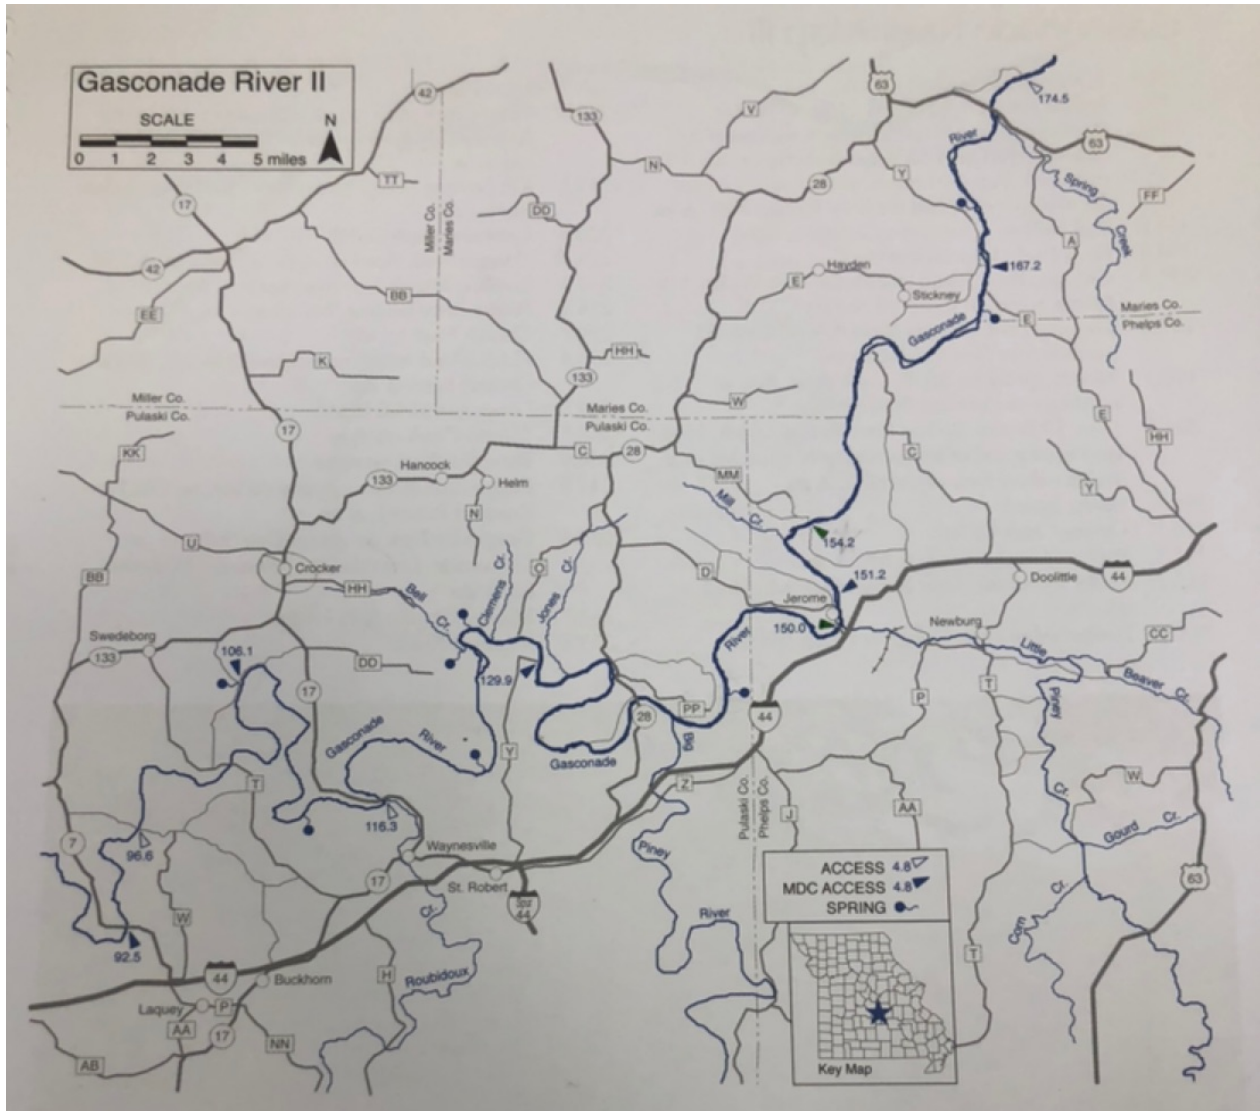 Gasconade River II
SCALE
0 1 2 3 4 5 miles
N
42
133
63
174.5
V
River
63
N
28
Y
TT
17
Spring
FF
DD
Miller Co.
Maries Co.
A
Creek
42
Hayden
167.2
E
BB
Stickney
EE
Gasconade
E
Maries Co.
Phelps Co.
K
HH
133
Miller Co.
Pulaski Co.
W
Maries Co.
Pulaski Co.
E
17
KK
C
28
C
HH
Hancock
133
Helm
MM
Y
Mill Cr.
N
U
154.2
Crocker
O
D
151.2
Doolittle
44
BB
HH
Bell Cr.
Clemens Cr.
Jones Cr.
Jerome
150.0
Newburg
Swedeborg
133
106.1
DD
River
Little
CC
129.9
Beaver Cr.
17
P
T
Piney
Gasconade
River
PP
28
44
Big
Y
Gasconade
T
Z
W
116.3
Pulaski Co.
Phelps Co.
J
AA
Cr.
Gourd Cr.
7
96.6
Waynesville
Piney
17
St. Robert
ACCESS 4.8
MDC ACCESS 4.8
SPRING
63
Spur
44
Cr.
W
River
Cr.
Corn
92.5
44
Buckhorn
H
Roubidoux
T
Laquey
P
AA
17
NN
AB
Key Map